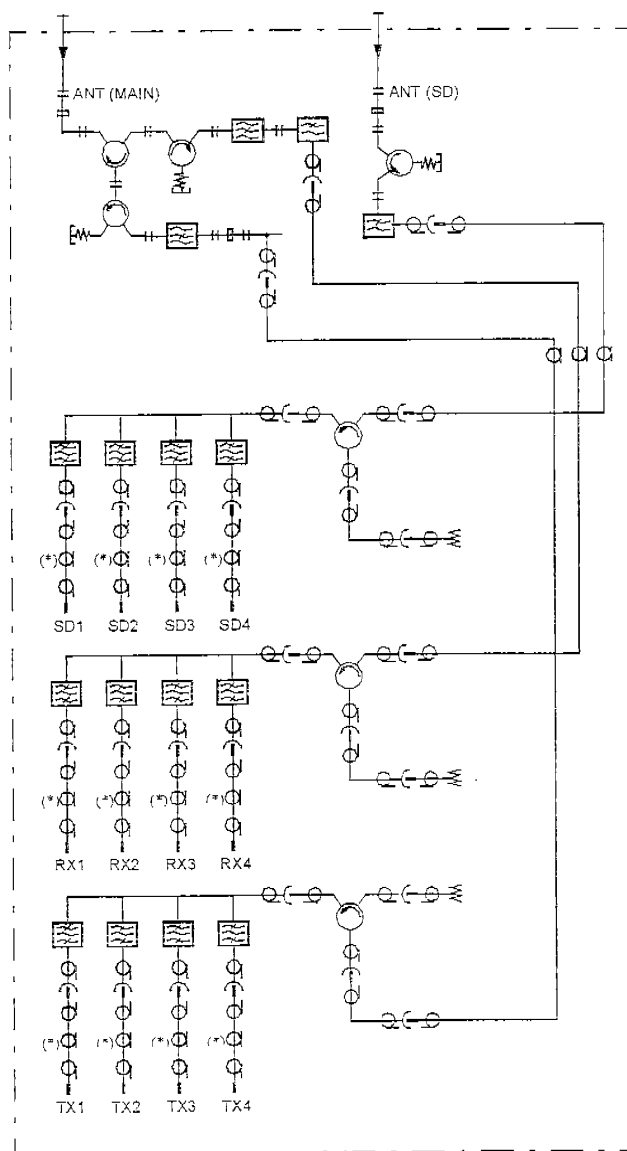 ANT (MAIN) ANT (SD)
(*) (*) (*) (*)
SD1 SD2 SD3 SD4
(*) (*) (*) (*)
RX1 RX2 RX3 RX4
(*) (*) (*) (*)
TX1 TX2 TX3 TX4